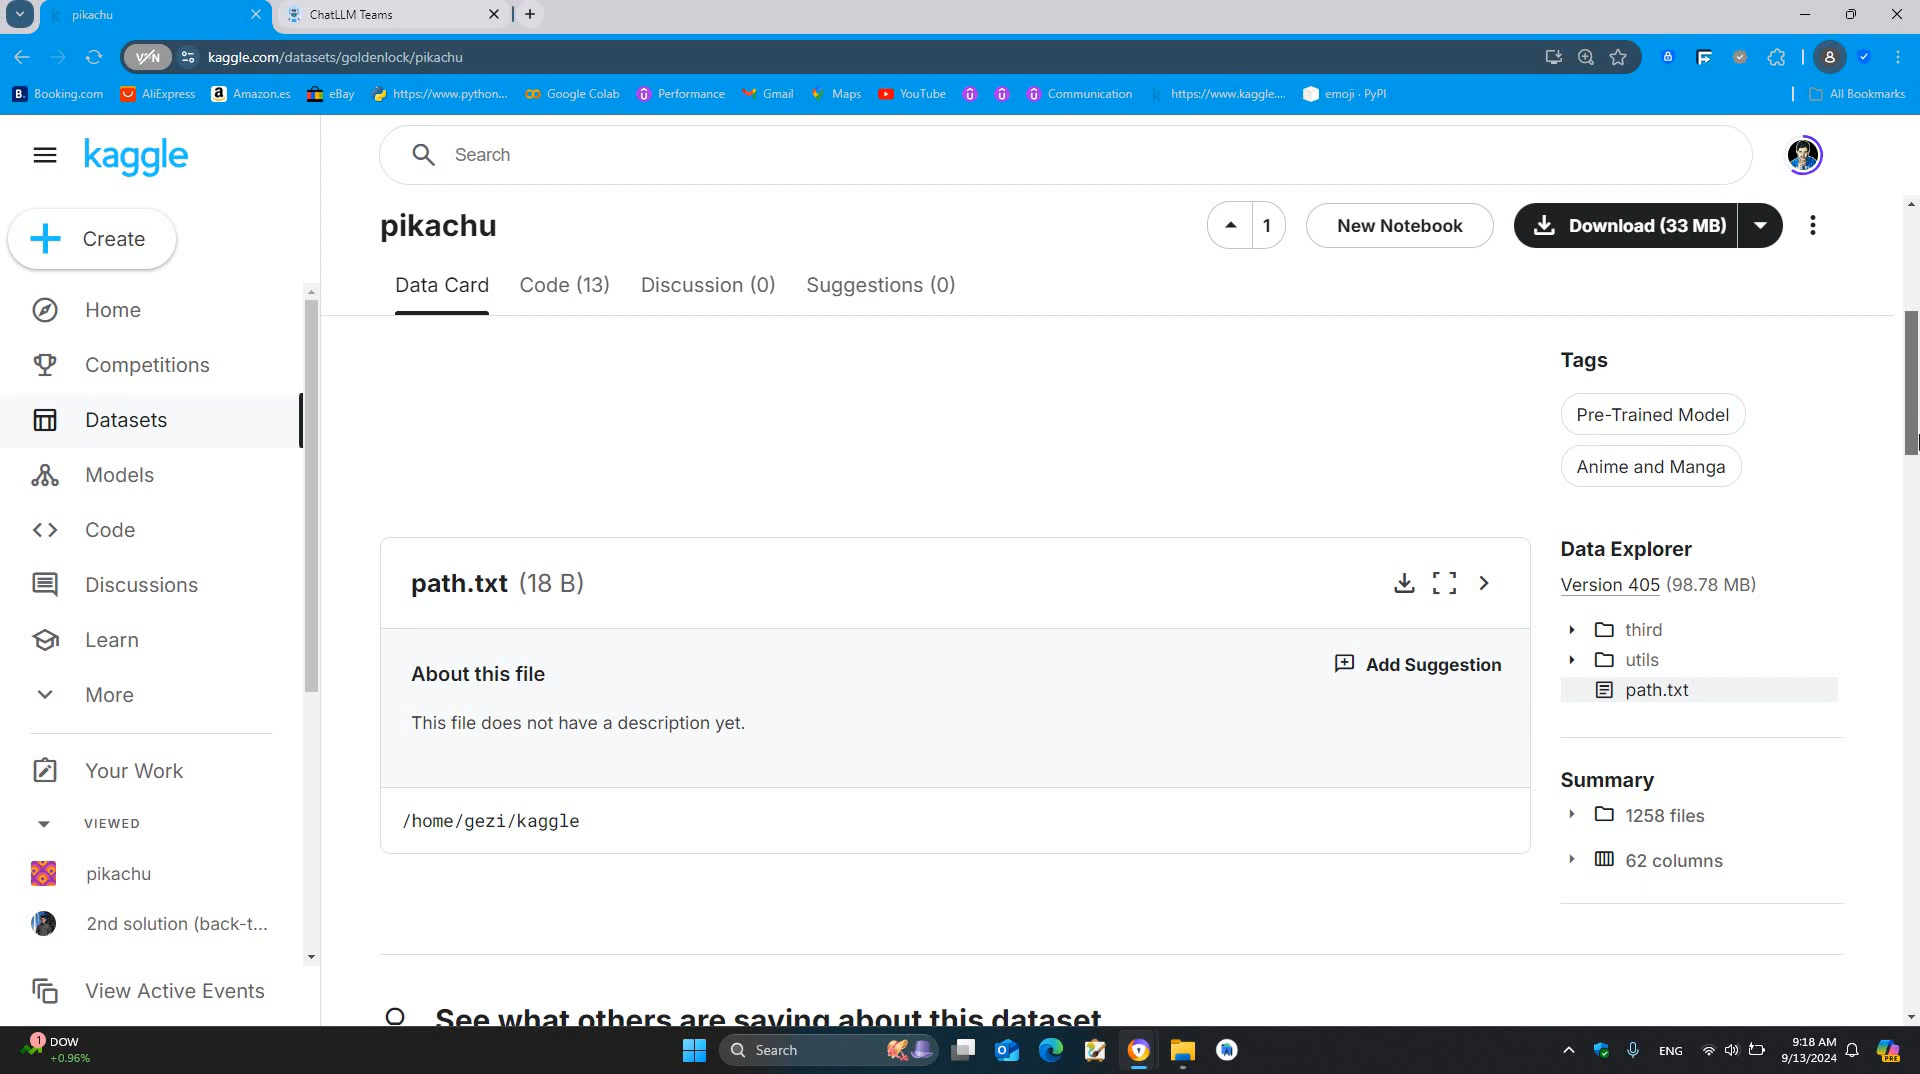 pikachu
ChatLLM Teams
VPN
kaggle.com/datasets/goldenlock/pikachu
8
B. Booking.com
AliExpress
a Amazon.es
eBay
https://www.python...
Google Colab
Performance
Gmail
Maps
YouTube
Communication
https://www.kaggle....
emoji · PyPI
All Bookmarks
kaggle
Search
Create
pikachu
1
New Notebook
Download (33 MB)
Data Card
Code (13)
Discussion (0)
Suggestions (0)
Home
Competitions
Datasets
Models
Code
Discussions
Learn
More
Your Work
VIEWED
pikachu
2nd solution (back-t...
View Active Events
path.txt (18 B)
About this file
Add Suggestion
This file does not have a description yet.
/home/gezi/kaggle
See what others are saying about this dataset
Tags
Pre-Trained Model
Anime and Manga
Data Explorer
Version 405 (98.78 MB)
third
utils
path.txt
Summary
1258 files
62 columns
1
DOW
+0.96%
Search
ENG
9:18 AM
9/13/2024
PRE